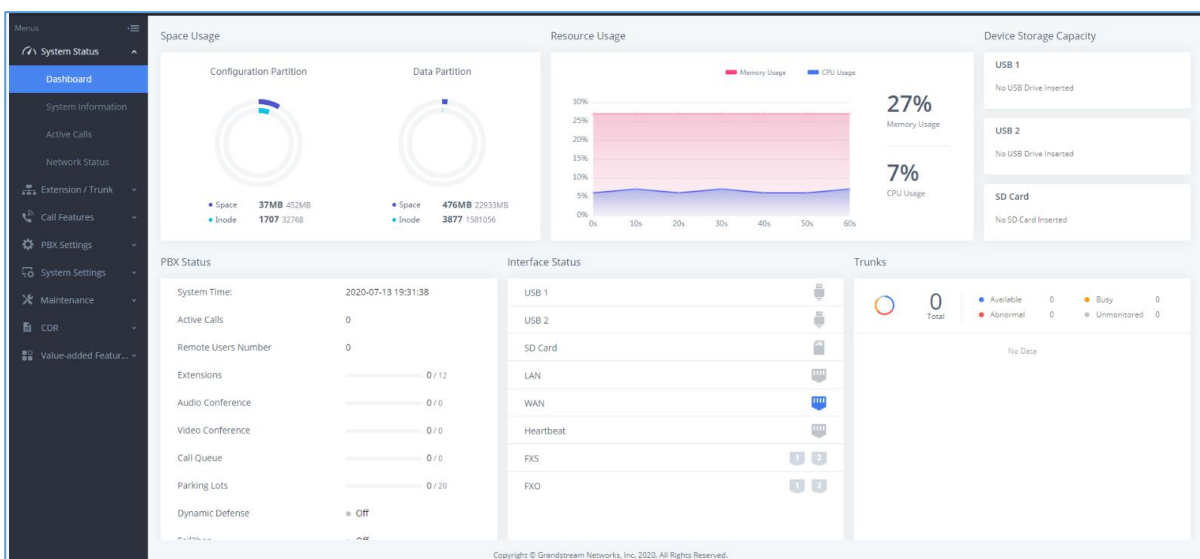 Menus
System Status
Dashboard
System Information
Active Calls
Network Status
Extension / Trunk
Call Features
PBX Settings
System Settings
Maintenance
CDR
Value-added Featur...
Space Usage
Configuration Partition
Data Partition
Space 37MB 452MB
Inode 1707 32768
Space 476MB 22933MB
Inode 3877 1581056
Resource Usage
Memory Usage CPU Usage
30%
25%
20%
15%
10%
5%
0%
0s 10s 20s 30s 40s 50s 60s
27%
Memory Usage
7%
CPU Usage
Device Storage Capacity
USB 1
No USB Drive Inserted
USB 2
No USB Drive Inserted
SD Card
No SD Card Inserted
PBX Status
System Time: 2020-07-13 19:31:38
Active Calls 0
Remote Users Number 0
Extensions 0 / 12
Audio Conference 0 / 0
Video Conference 0 / 0
Call Queue 0 / 0
Parking Lots 0 / 20
Dynamic Defense Off
Interface Status
USB 1
USB 2
SD Card
LAN
WAN
Heartbeat
FXS 1 2
FXO 1 2
Trunks
0
Total
Available 0 Busy 0
Abnormal 0 Unmonitored 0
No Data
Copyright © Grandstream Networks, Inc. 2020. All Rights Reserved.